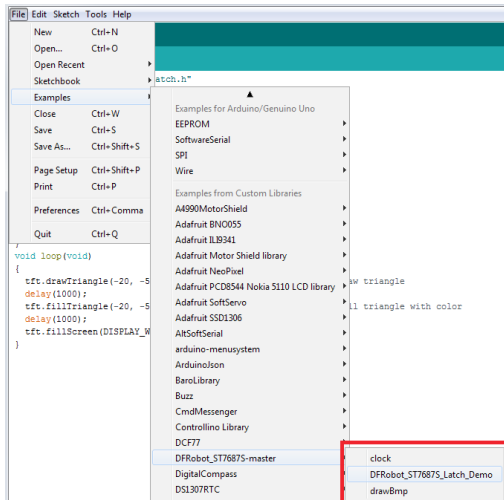 File Edit Sketch Tools Help
New Ctrl+N
Open... Ctrl+O
Open Recent
Sketchbook
Examples
Close Ctrl+W
Save Ctrl+S
Save As... Ctrl+Shift+S
Page Setup Ctrl+Shift+P
Print Ctrl+P
Preferences Ctrl+Comma
Quit Ctrl+Q
atch.h"
Examples for Arduino/Genuino Uno
EEPROM
SoftwareSerial
SPI
Wire
Examples from Custom Libraries
A4990MotorShield
Adafruit BNO055
Adafruit ILI9341
Adafruit Motor Shield library
Adafruit NeoPixel
Adafruit PCD8544 Nokia 5110 LCD library
Adafruit SoftServo
Adafruit SSD1306
AltSoftSerial
arduino-menusystem
ArduinoJson
BaroLibrary
Buzz
CmdMessenger
Controllino Library
DCF77
DFRobot_ST7687S-master
DigitalCompass
DS1307RTC
clock
DFRobot_ST7687S_Latch_Demo
drawBmp
}
void loop(void)
{
tft.drawTriangle(-20, -5 aw triangle
delay(1000);
tft.fillTriangle(-20, -5 ll triangle with color
delay(1000);
tft.fillScreen(DISPLAY_W
}